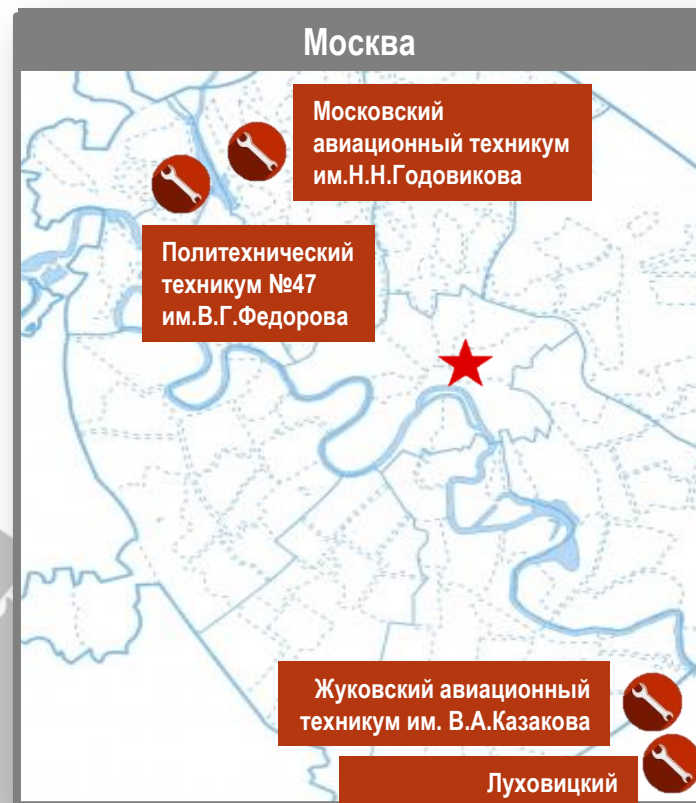 Москва
Московский
авиационный техникум
им.Н.Н.Годовикова
Политехнический
техникум №47
им.В.Г.Федорова
Жуковский авиационный
техникум им. В.А.Казакова
Луховицкий